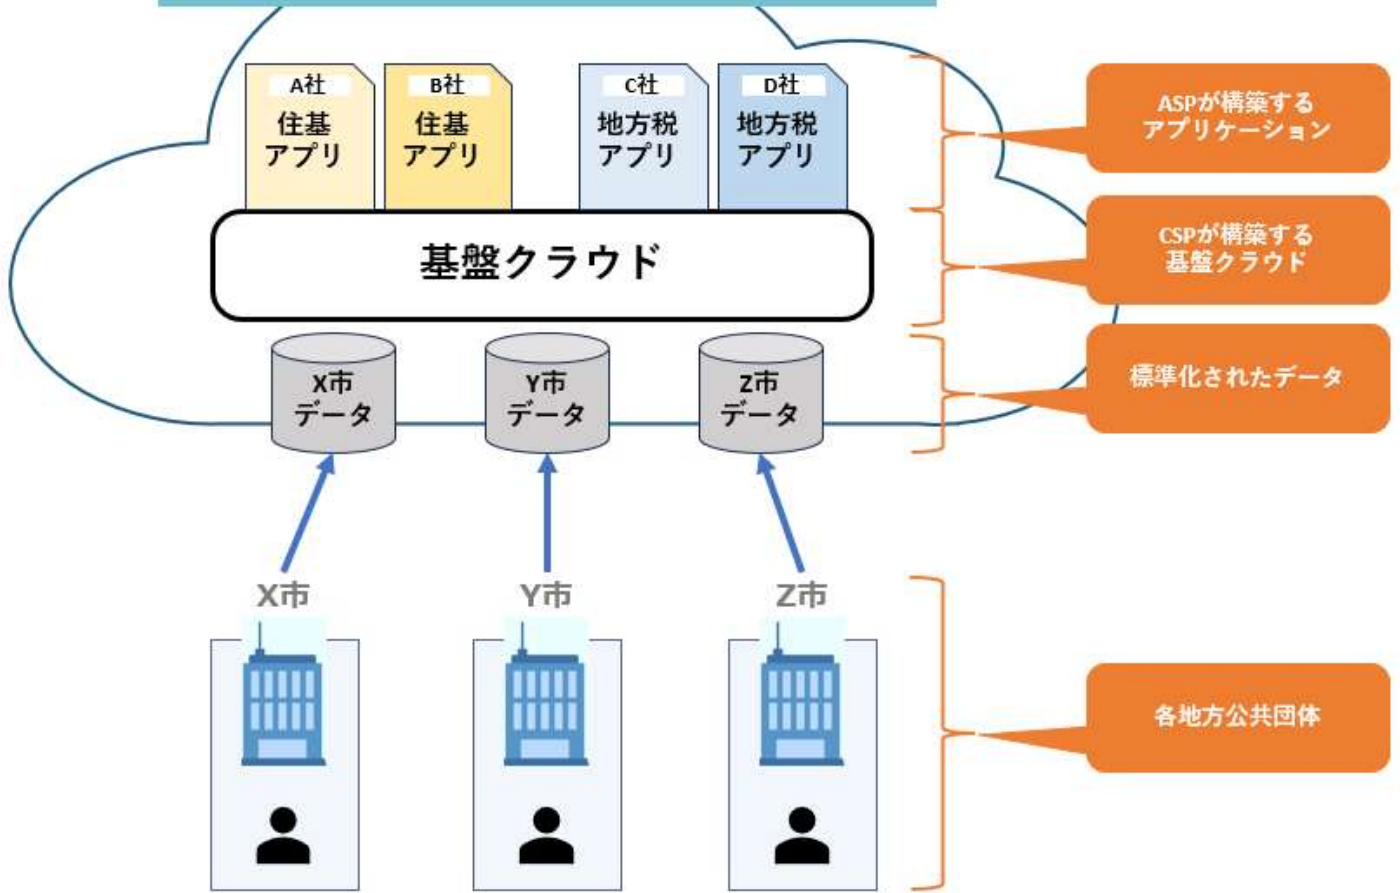 A社
住基
アプリ
B社
住基
アプリ
C社
地方税
アプリ
D社
地方税
アプリ
ASPが構築する
アプリケーション
基盤クラウド
CSPが構築する
基盤クラウド
X市
データ
Y市
データ
Z市
データ
標準化されたデータ
X市
Y市
Z市
各地方公共団体